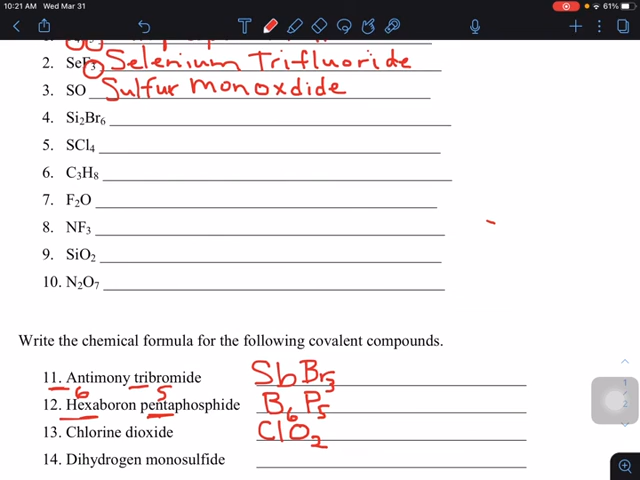 10:21 AM Wed Mar 31
61%
2. SeF₃ Selenium Trifluoride
3. SO Sulfur monoxdide
4. Si₂Br₆
5. SCl₄
6. C₃H₈
7. F₂O
8. NF₃
9. SiO₂
10. N₂O₇
Write the chemical formula for the following covalent compounds.
11. Antimony tribromide SbBr₃
6 5
12. Hexaboron pentaphosphide B₆P₅
13. Chlorine dioxide ClO₂
14. Dihydrogen monosulfide